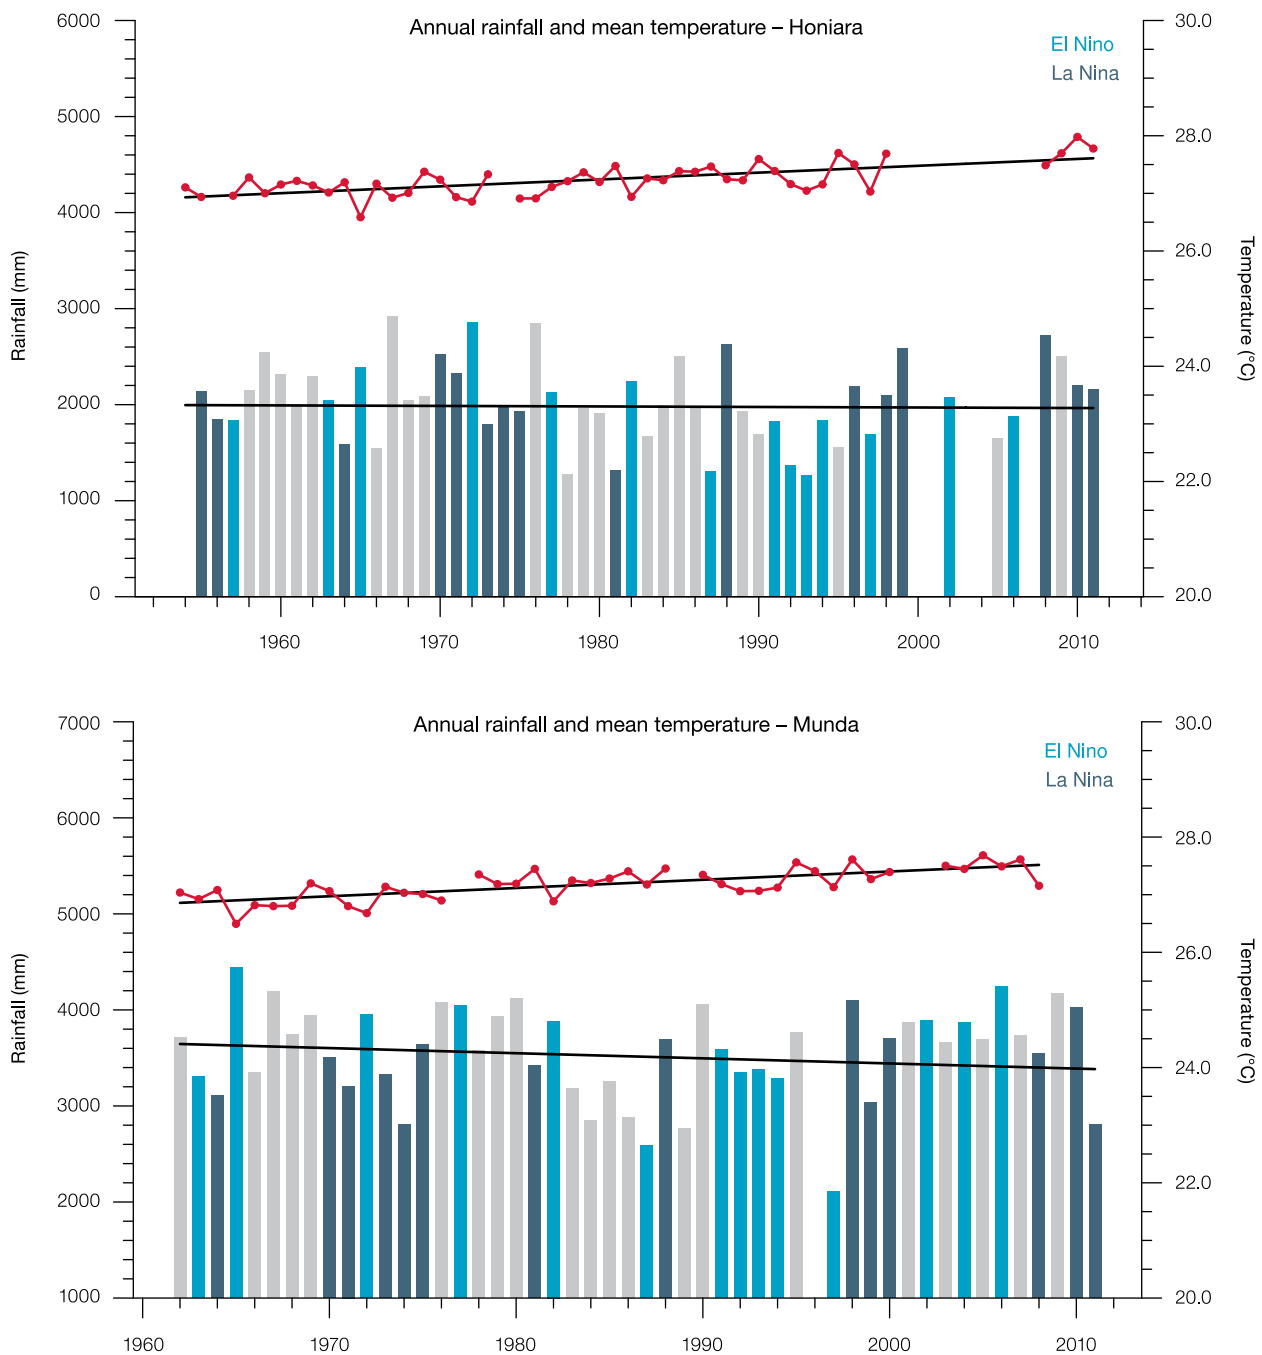 Annual rainfall and mean temperature – Honiara
El Nino
La Nina
6000
5000
4000
3000
2000
1000
0
Rainfall (mm)
30.0
28.0
26.0
24.0
22.0
20.0
Temperature (°C)
1960 1970 1980 1990 2000 2010
Annual rainfall and mean temperature – Munda
El Nino
La Nina
7000
6000
5000
4000
3000
2000
1000
Rainfall (mm)
30.0
28.0
26.0
24.0
22.0
20.0
Temperature (°C)
1960 1970 1980 1990 2000 2010